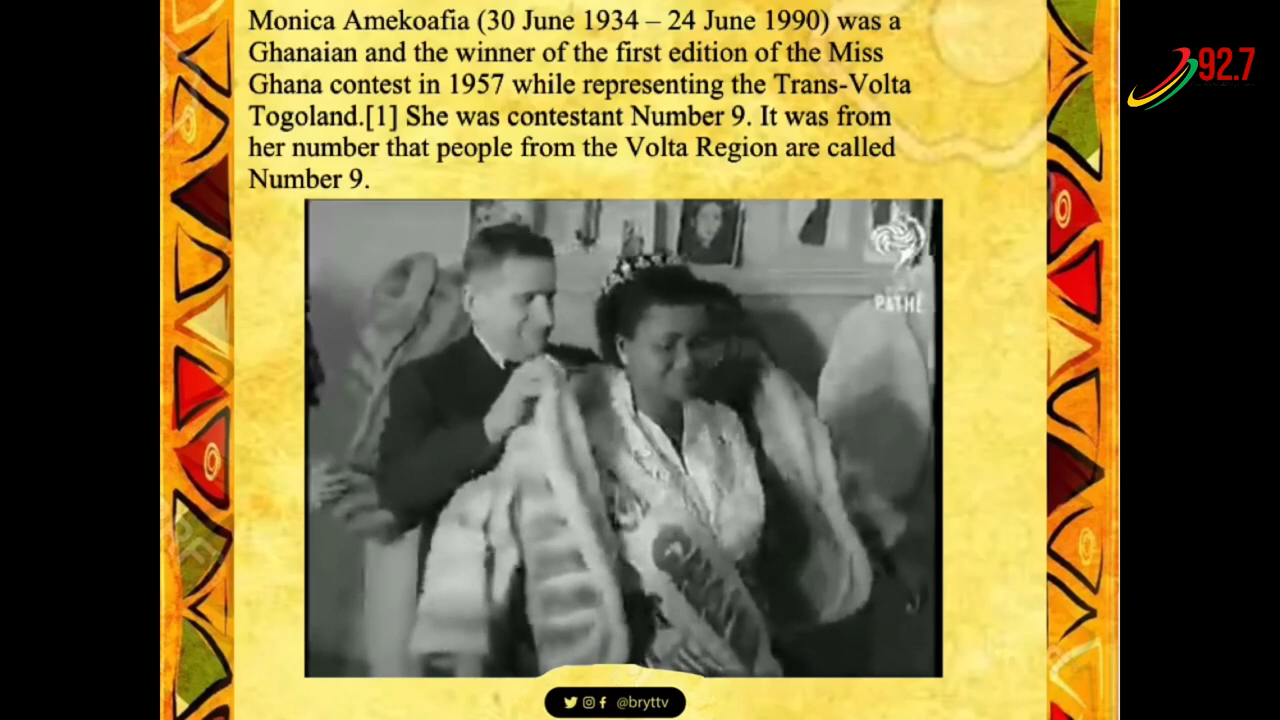 Monica Amekoafia (30 June 1934 – 24 June 1990) was a
Ghanaian and the winner of the first edition of the Miss
Ghana contest in 1957 while representing the Trans-Volta
Togoland.[1] She was contestant Number 9. It was from
her number that people from the Volta Region are called
Number 9.
92.7
PATHÉ
@bryttv